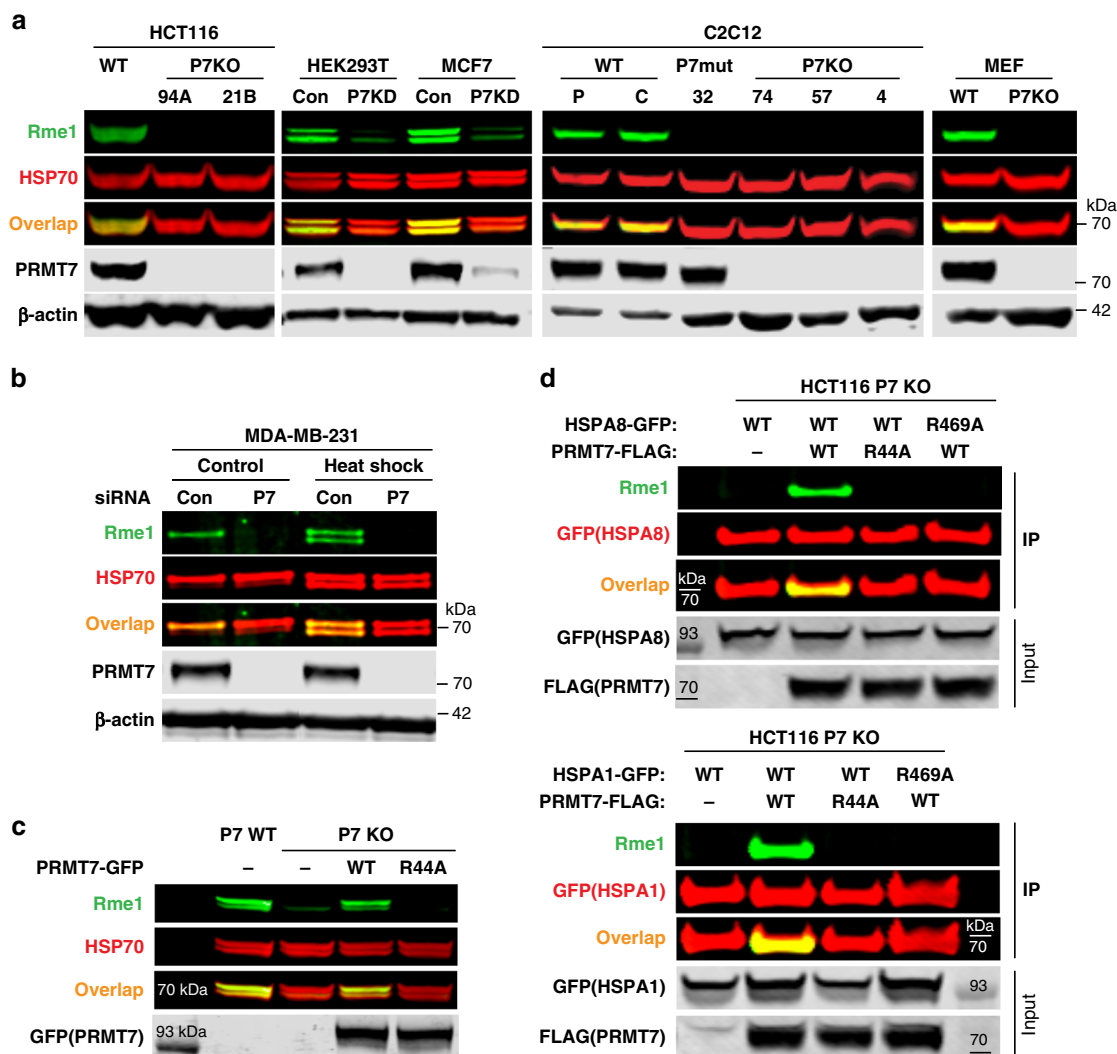 a
HCT116
WT P7KO
94A 21B
HEK293T MCF7
Con P7KD Con P7KD
C2C12
WT P7mut P7KO
P C 32 74 57 4
MEF
WT P7KO
Rme1
HSP70
Overlap
kDa
70
PRMT7
70
β-actin
42
b
MDA-MB-231
Control Heat shock
siRNA Con P7 Con P7
Rme1
HSP70
Overlap
kDa
70
PRMT7
70
β-actin
42
c
P7 WT P7 KO
PRMT7-GFP – – WT R44A
Rme1
HSP70
Overlap 70 kDa
GFP(PRMT7) 93 kDa
d
HCT116 P7 KO
HSPA8-GFP: WT WT WT R469A
PRMT7-FLAG: – WT R44A WT
Rme1
GFP(HSPA8)
Overlap kDa
70
IP
GFP(HSPA8) 93
FLAG(PRMT7) 70
Input
HCT116 P7 KO
HSPA1-GFP: WT WT WT R469A
PRMT7-FLAG: – WT R44A WT
Rme1
GFP(HSPA1)
Overlap kDa
70
IP
GFP(HSPA1) 93
FLAG(PRMT7) 70
Input